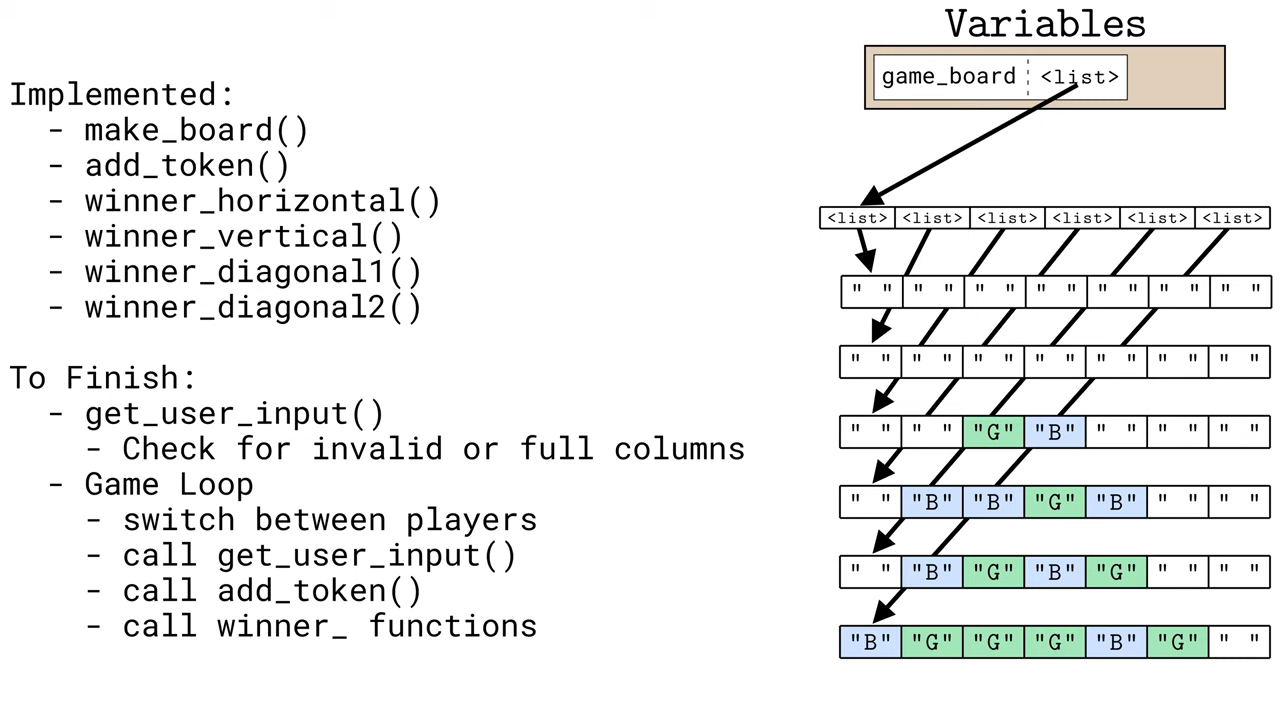 Variables
game_board <list>
Implemented:
- make_board()
- add_token()
- winner_horizontal()
- winner_vertical()
- winner_diagonal1()
- winner_diagonal2()
To Finish:
- get_user_input()
- Check for invalid or full columns
- Game Loop
- switch between players
- call get_user_input()
- call add_token()
- call winner_ functions
<list> <list> <list> <list> <list> <list>
" " " " " " " " " " " " " "
" " " " " " " " " " " " " "
" " " " "G" "B" " " " " " "
" " "B" "B" "G" "B" " " " "
" " "B" "G" "B" "G" " " " "
"B" "G" "G" "G" "B" "G" " "